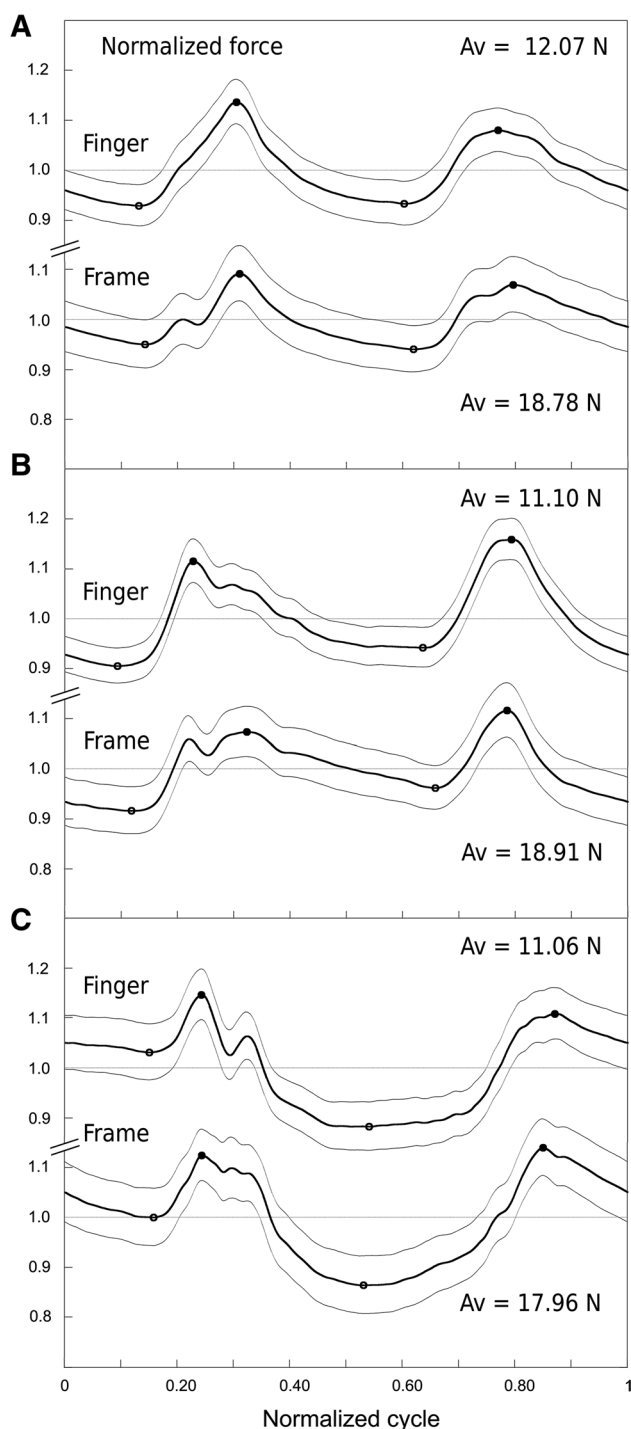 A
Normalized force
Av = 12.07 N
1.2
1.1
Finger
1.0
0.9
Frame
1.1
1.0
0.9
Av = 18.78 N
0.8
B
Av = 11.10 N
1.2
1.1
Finger
1.0
0.9
1.1
Frame
1.0
0.9
Av = 18.91 N
0.8
C
Av = 11.06 N
1.2
Finger
1.1
1.0
0.9
Frame
1.1
1.0
0.9
Av = 17.96 N
0.8
0 0.20 0.40 0.60 0.80 1
Normalized cycle